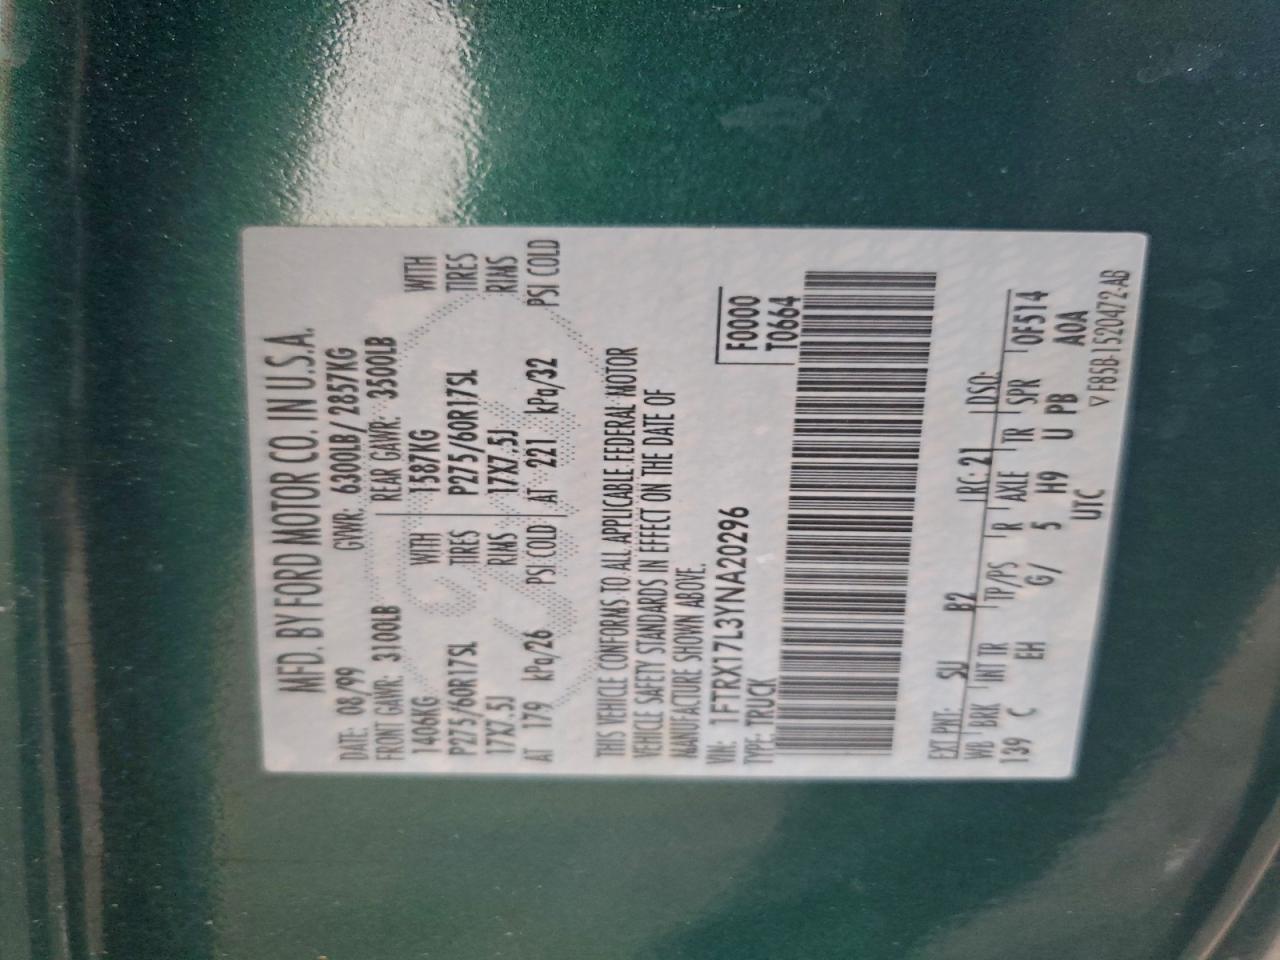 MFD. BY FORD MOTOR CO. IN U.S.A.
DATE: 08/99 GVWR: 6300LB/ 2857KG
FRONT GAWR: 3100LB REAR GAWR: 3500LB
1406KG WITH 1587KG WITH
P275/60R17SL TIRES P275/60R17SL TIRES
17X7.5J RIMS 17X7.5J RIMS
AT 179 kPa/26 PSI COLD AT 221 kPa/32 PSI COLD
THIS VEHICLE CONFORMS TO ALL APPLICABLE FEDERAL MOTOR
VEHICLE SAFETY STANDARDS IN EFFECT ON THE DATE OF
MANUFACTURE SHOWN ABOVE.
VIN: 1FTRX17L3YNA20296 F0000
TYPE: TRUCK T0664
EXT PNT: SU B2 RC: 21 DSO:
WB BRK INT TR TP/PS R AXLE TR SPR 0F514
139 C EH G/ 5 H9 U PB A0A
UTC ▽F85B-1520472-AB